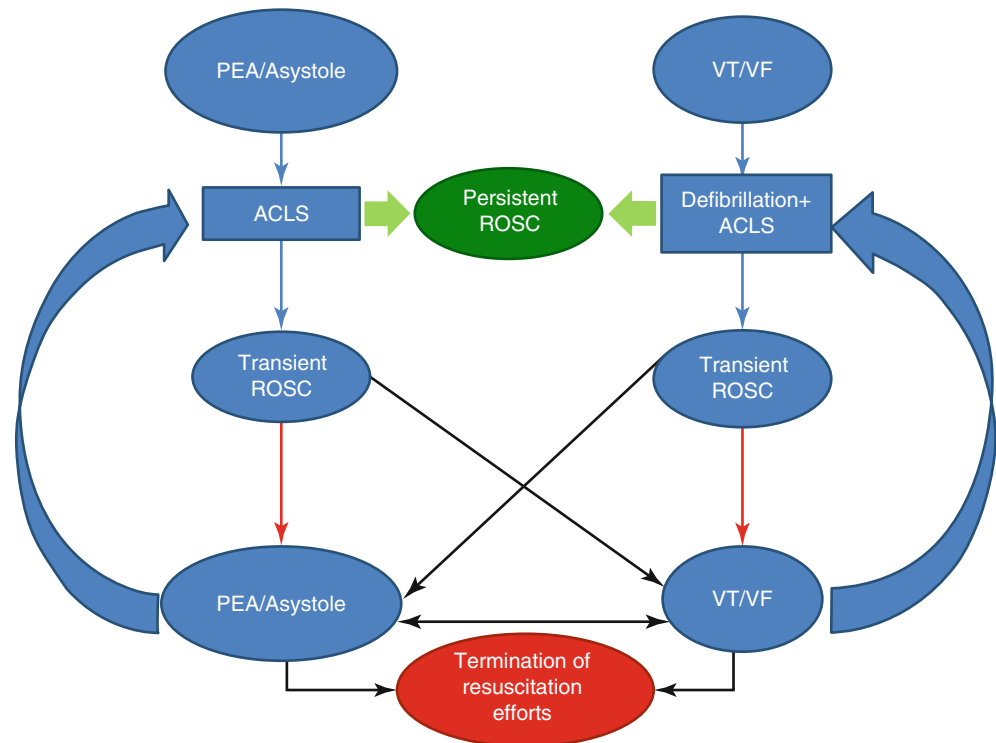 PEA/Asystole
VT/VF
ACLS
Persistent
ROSC
Defibrillation+
ACLS
Transient
ROSC
Transient
ROSC
PEA/Asystole
VT/VF
Termination of
resuscitation
efforts